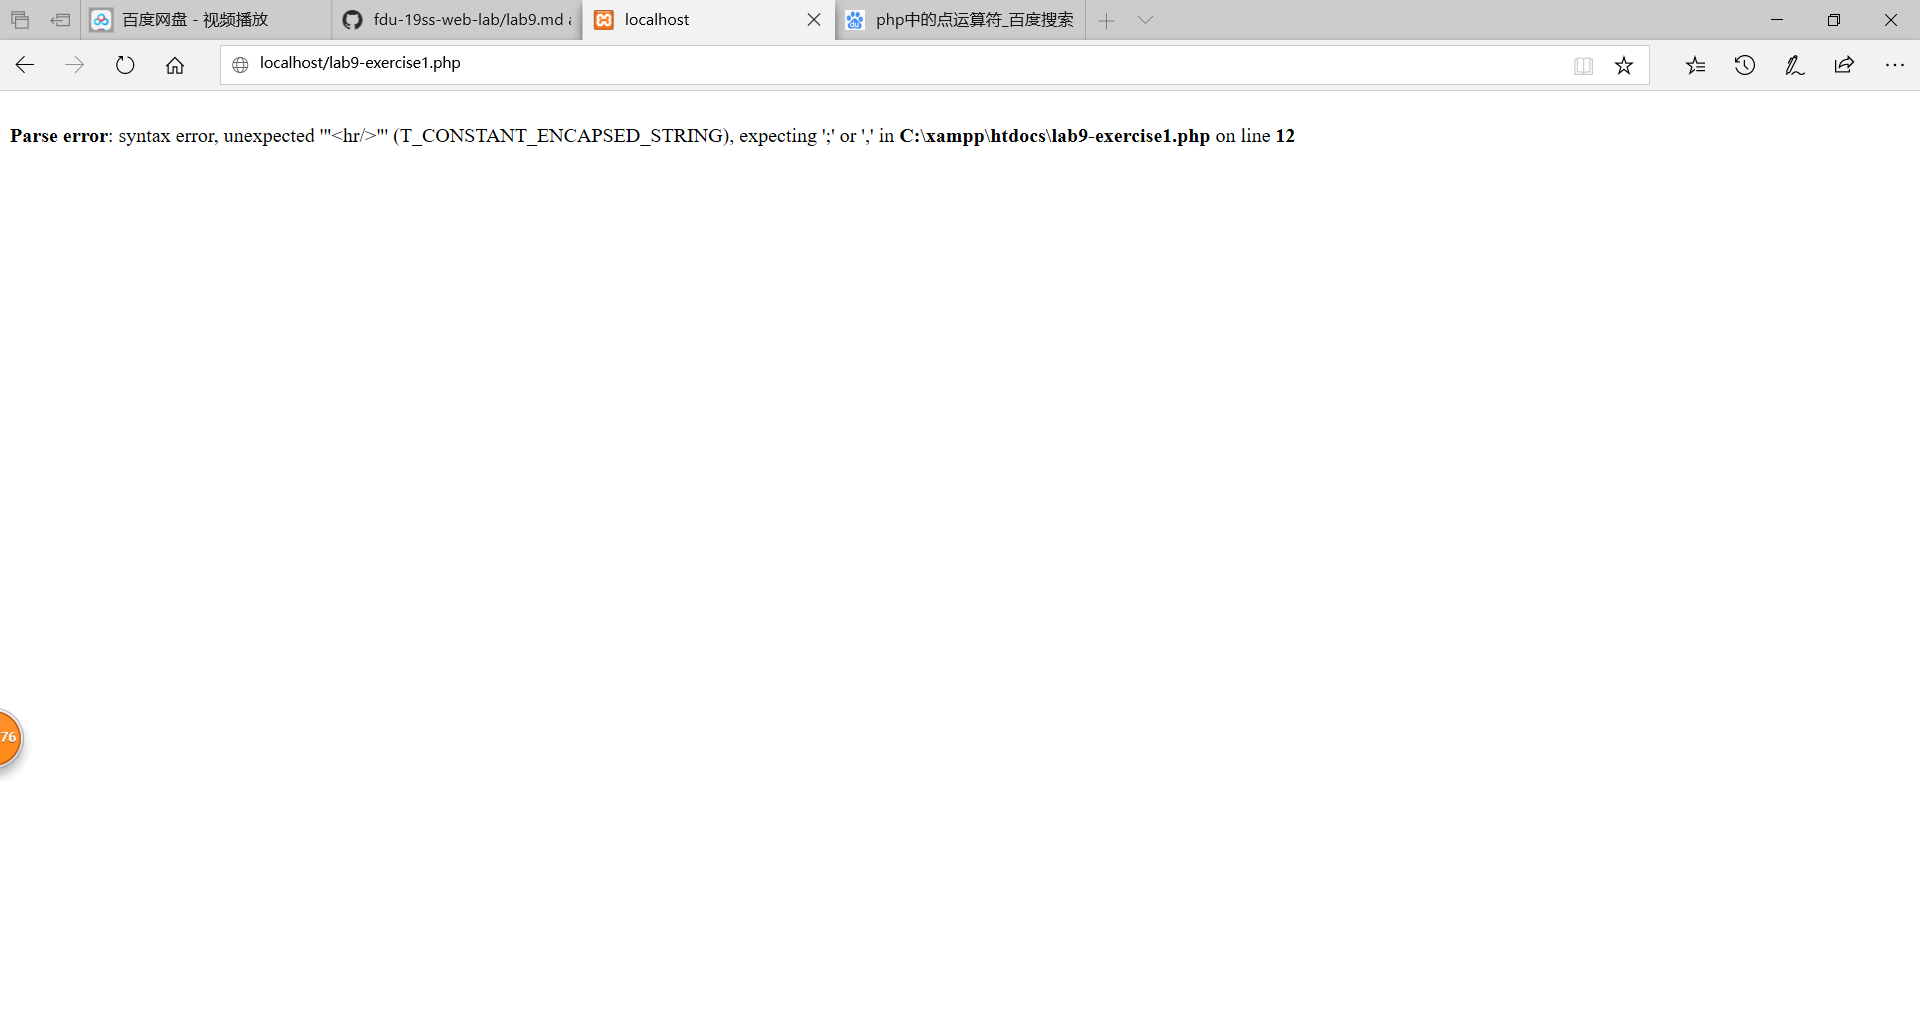 百度网盘 - 视频播放
fdu-19ss-web-lab/lab9.md a
localhost
php中的点运算符_百度搜索
localhost/lab9-exercise1.php
Parse error: syntax error, unexpected '"<hr/>"' (T_CONSTANT_ENCAPSED_STRING), expecting ';' or ',' in C:\xampp\htdocs\lab9-exercise1.php on line 12
76